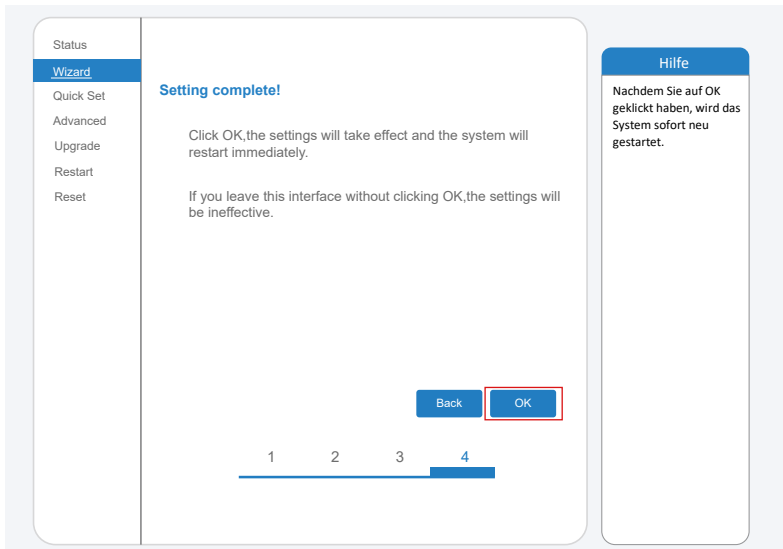 Status
Wizard
Quick Set
Advanced
Upgrade
Restart
Reset
Setting complete!
Click OK,the settings will take effect and the system will
restart immediately.
If you leave this interface without clicking OK,the settings will
be ineffective.
Back
OK
1 2 3 4
Hilfe
Nachdem Sie auf OK
geklickt haben, wird das
System sofort neu
gestartet.